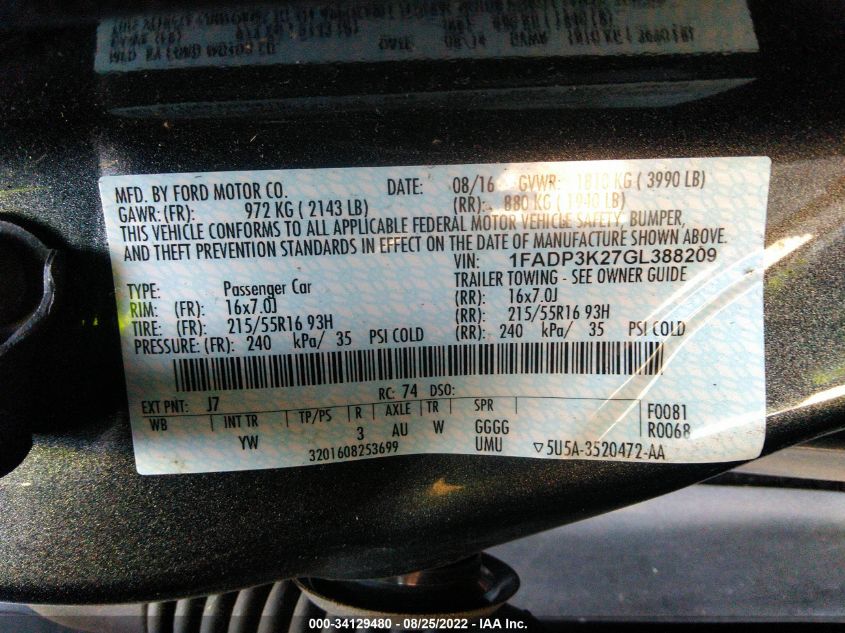 MFD. BY FORD MOTOR CO. DATE: 08/16 GVWR: 1810 KG ( 3990 LB)
GAWR: (FR): 972 KG ( 2143 LB) (RR): 880 KG ( 1940 LB)
THIS VEHICLE CONFORMS TO ALL APPLICABLE FEDERAL MOTOR VEHICLE SAFETY, BUMPER,
AND THEFT PREVENTION STANDARDS IN EFFECT ON THE DATE OF MANUFACTURE SHOWN ABOVE.
VIN: 1FADP3K27GL388209
TYPE: Passenger Car TRAILER TOWING - SEE OWNER GUIDE
RIM: (FR): 16x7.0J (RR): 16x7.0J
TIRE: (FR): 215/55R16 93H (RR): 215/55R16 93H
PRESSURE: (FR): 240 kPa/ 35 PSI COLD (RR): 240 kPa/ 35 PSI COLD
EXT PNT: J7 RC: 74 DSO:
WB INT TR TP/PS R AXLE TR SPR F0081
YW 3 AU W GGGG R0068
3201608253699 UMU ▽5U5A-3520472-AA
000-34129480 - 08/25/2022 - IAA Inc.